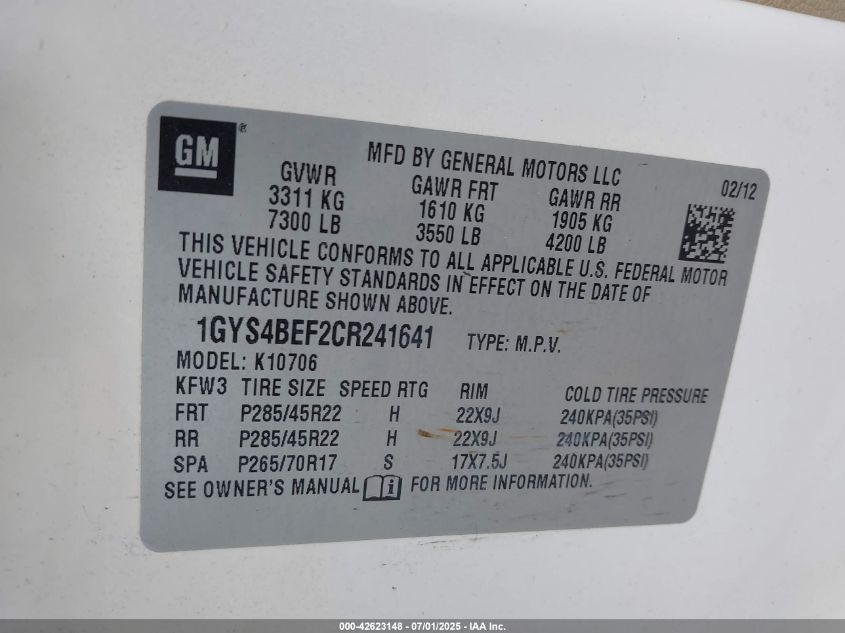 GM®
MFD BY GENERAL MOTORS LLC
02/12
GVWR GAWR FRT GAWR RR
3311 KG 1610 KG 1905 KG
7300 LB 3550 LB 4200 LB
THIS VEHICLE CONFORMS TO ALL APPLICABLE U.S. FEDERAL MOTOR
VEHICLE SAFETY STANDARDS IN EFFECT ON THE DATE OF
MANUFACTURE SHOWN ABOVE.
1GYS4BEF2CR241641 TYPE: M.P.V.
MODEL: K10706
KFW3 TIRE SIZE SPEED RTG RIM COLD TIRE PRESSURE
FRT P285/45R22 H 22X9J 240KPA(35PSI)
RR P285/45R22 H 22X9J 240KPA(35PSI)
SPA P265/70R17 S 17X7.5J 240KPA(35PSI)
SEE OWNER'S MANUAL i FOR MORE INFORMATION.
000-42623148 - 07/01/2025 - IAA Inc.